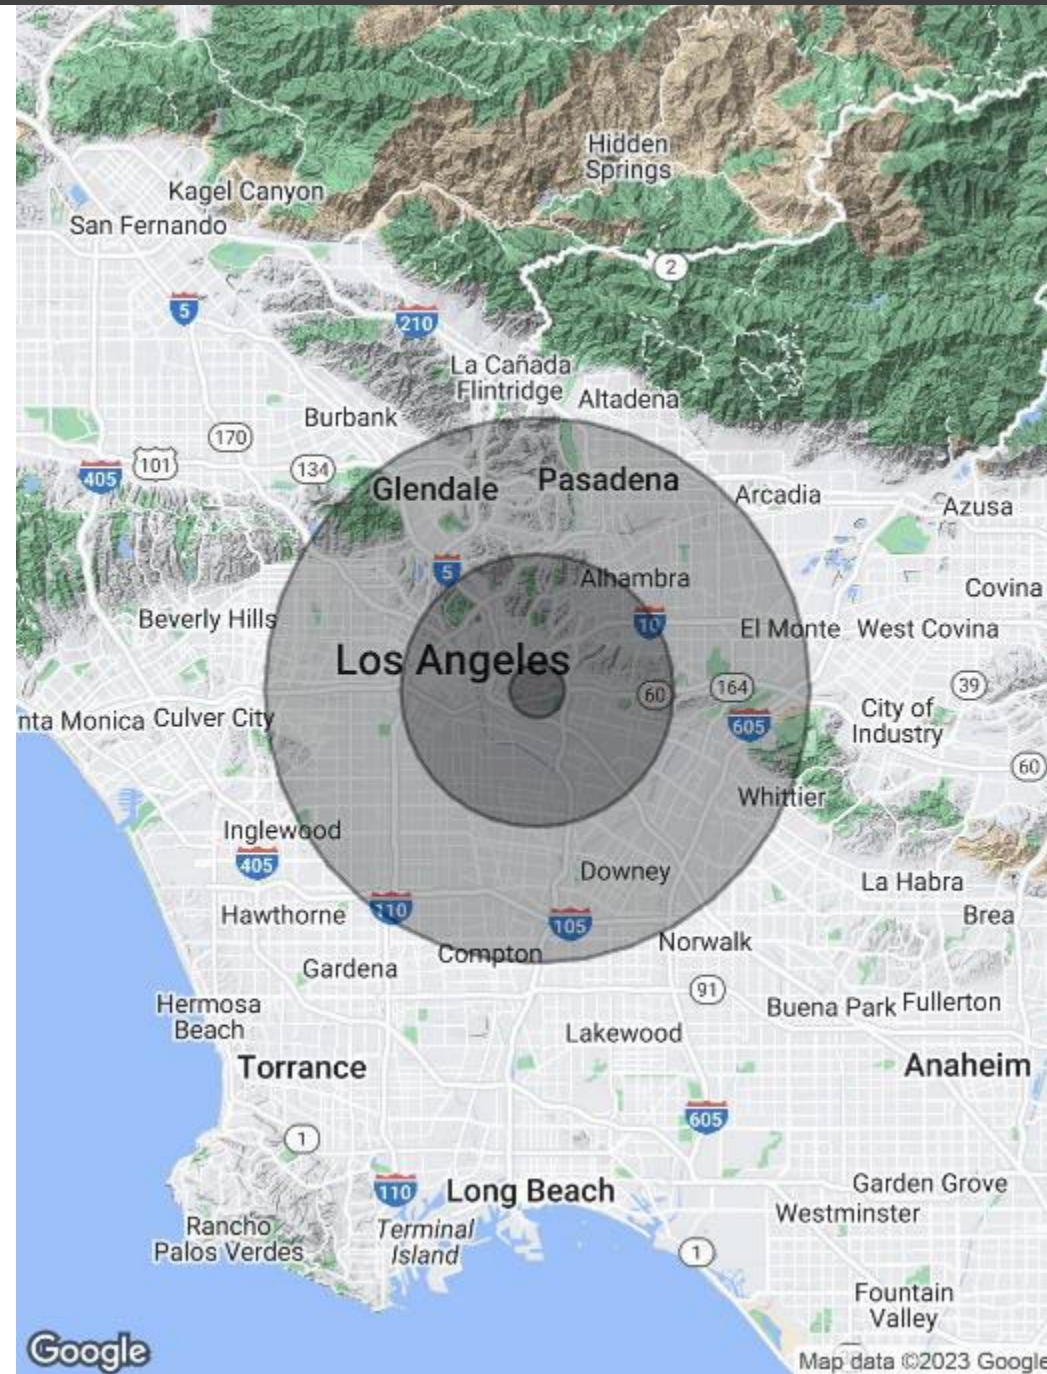 Hidden
Springs
Kagel Canyon
San Fernando
2
5
210
La Cañada
Flintridge
Altadena
Burbank
170
134
101
405
Glendale
Pasadena
Arcadia
Azusa
5
Alhambra
Covina
10
Beverly Hills
El Monte
West Covina
Los Angeles
60
164
39
nta Monica
Culver City
605
City of
Industry
60
Whittier
Inglewood
405
Downey
La Habra
110
Hawthorne
105
Brea
Norwalk
Compton
Gardena
91
Hermosa
Beach
Buena Park
Fullerton
Lakewood
Torrance
Anaheim
605
1
110
Long Beach
Garden Grove
Westminster
Rancho
Palos Verdes
Terminal
Island
1
Fountain
Valley
Google
Map data ©2023 Google